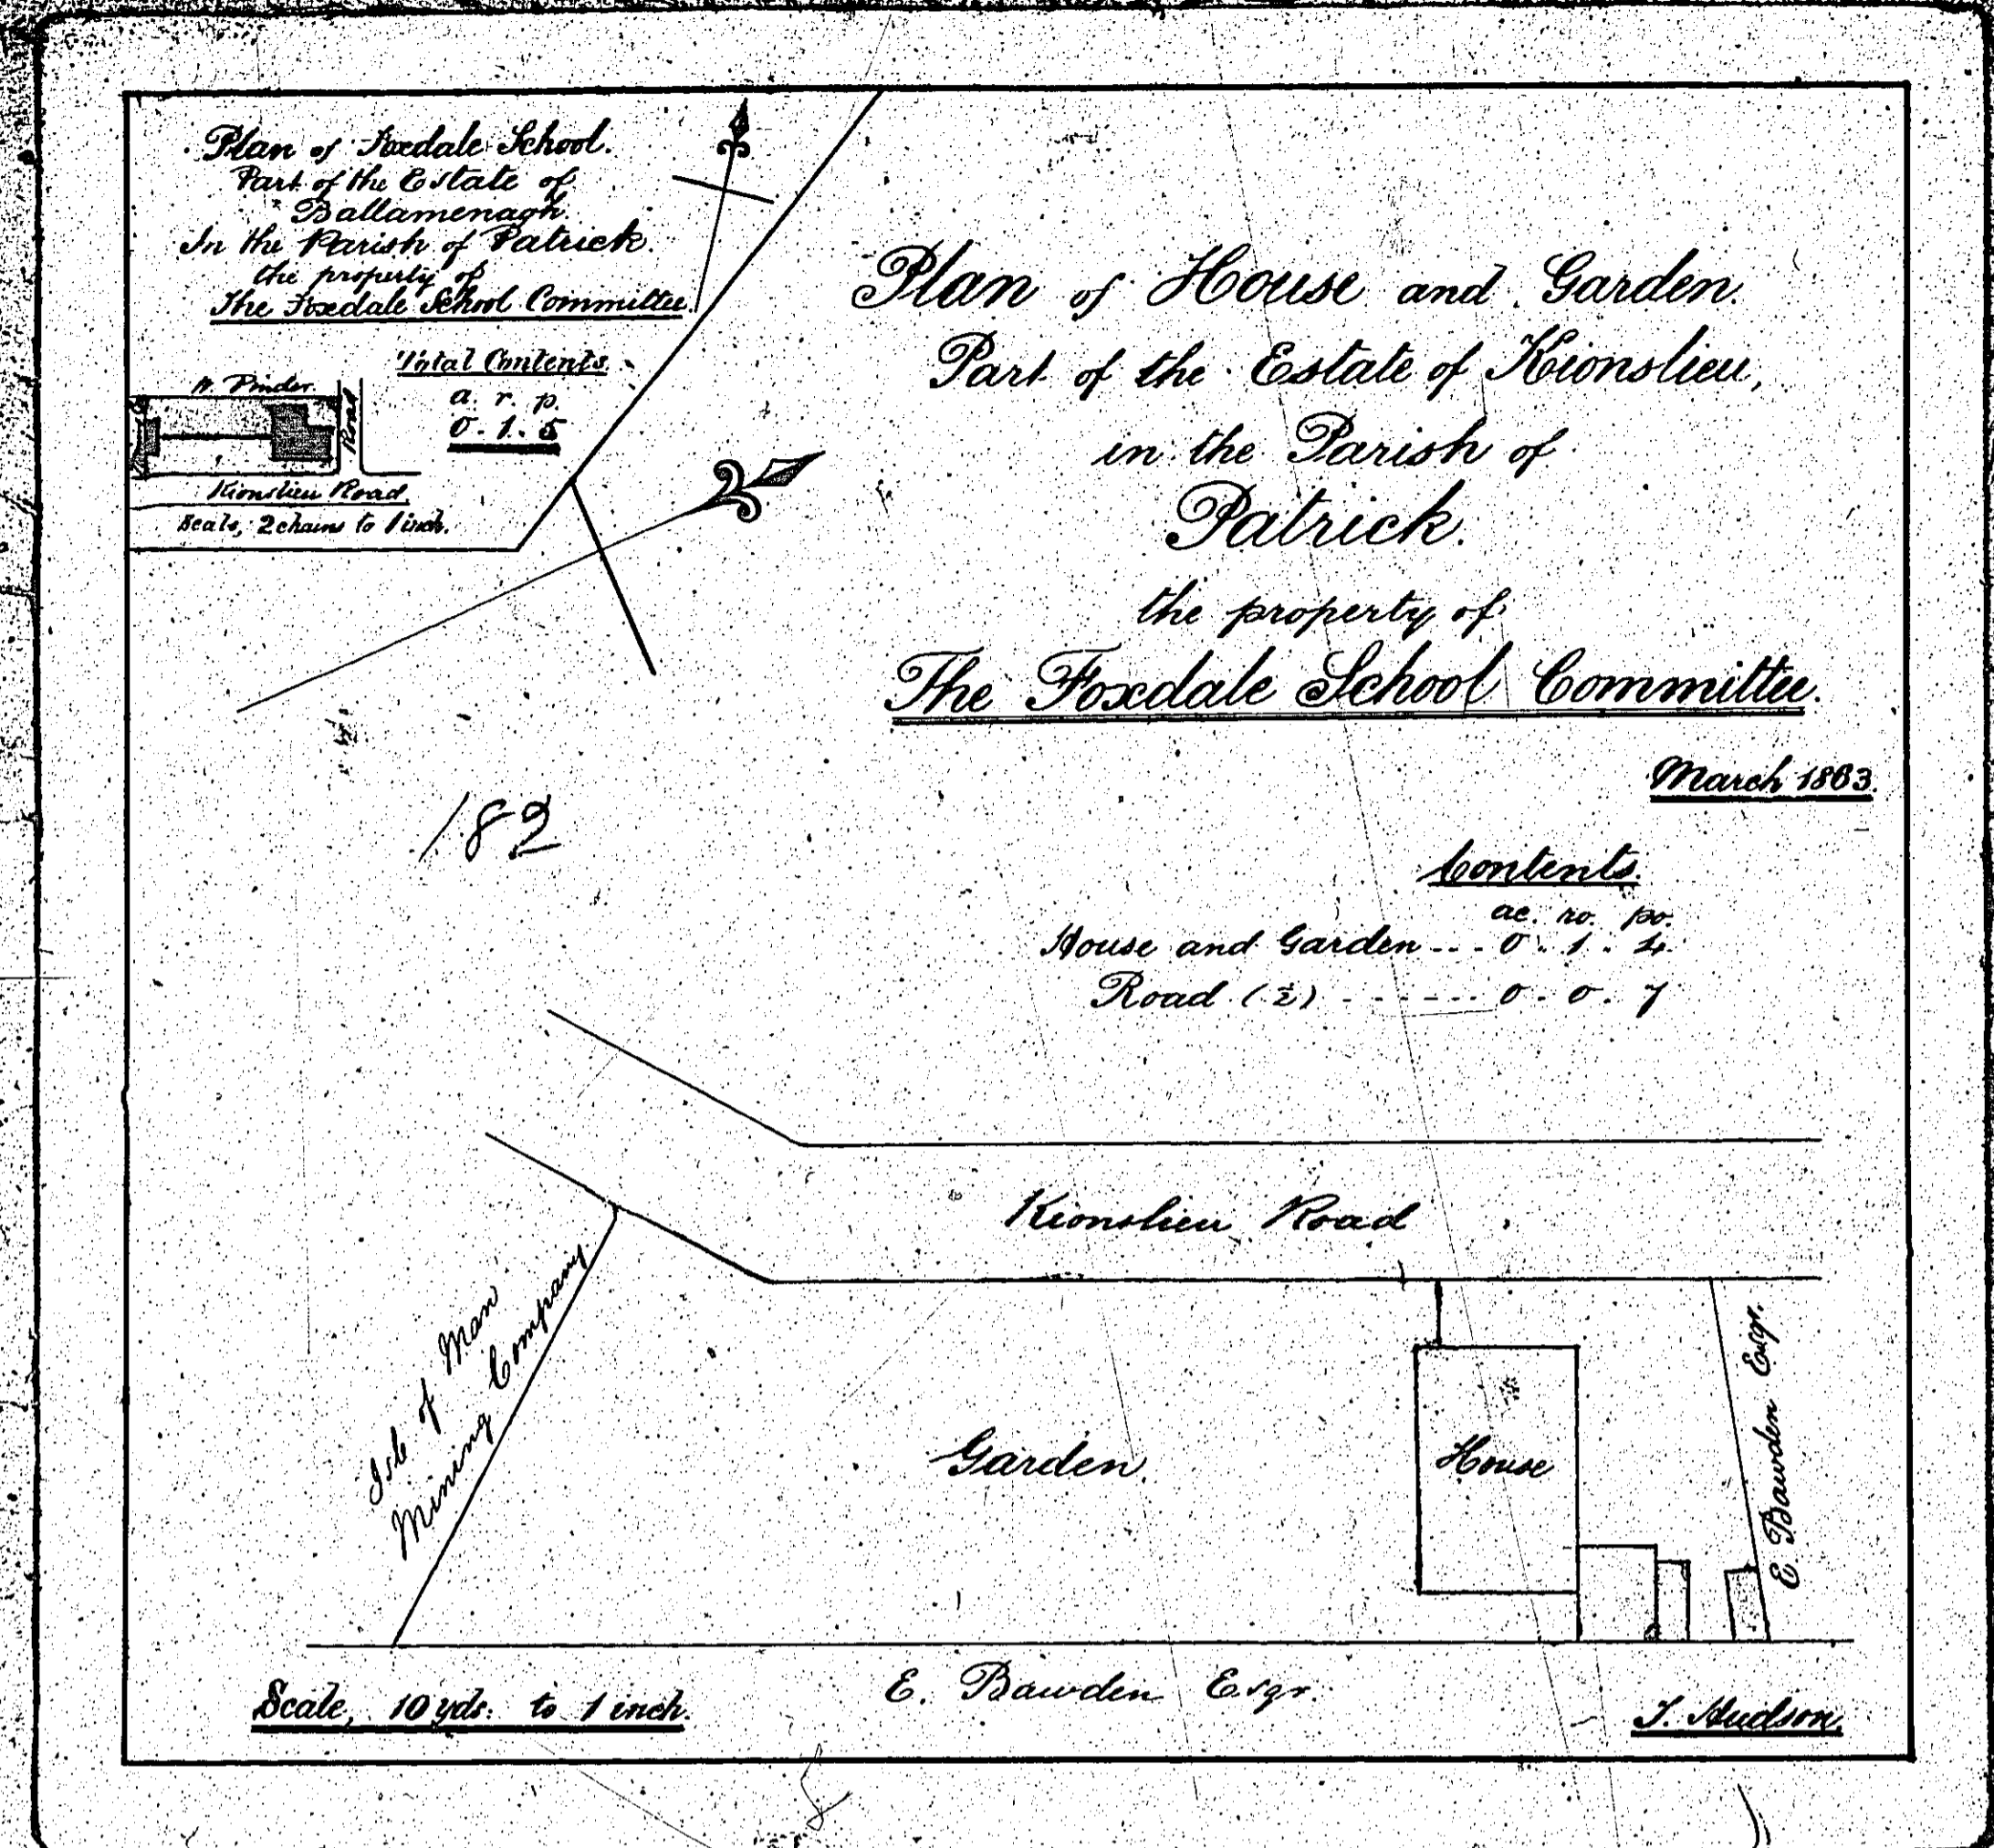 Plan of Foxdale School.
Part of the Estate of
Ballamenagh.
In the Parish of Patrick.
the property of
The Foxdale School Committee.
Total Contents.
a. r. p.
0. 1. 5
W. Pinder.
Road
Kionslieu Road.
Scale, 2 chains to 1 inch.
Plan of House and Garden.
Part of the Estate of Kionslieu,
in the Parish of
Patrick.
the property of
The Foxdale School Committee.
March 1863.
182
Contents.
ac. ro. po.
House and Garden --- 0 . 1 . 4.
Road (½) ------ 0 . 0 . 7
Kionslieu Road
Isle of Man
Mining Company.
Garden.
House
E. Bawden Esqr.
E. Bawden Esqr.
Scale, 10 yds. to 1 inch.
J. Hudson.